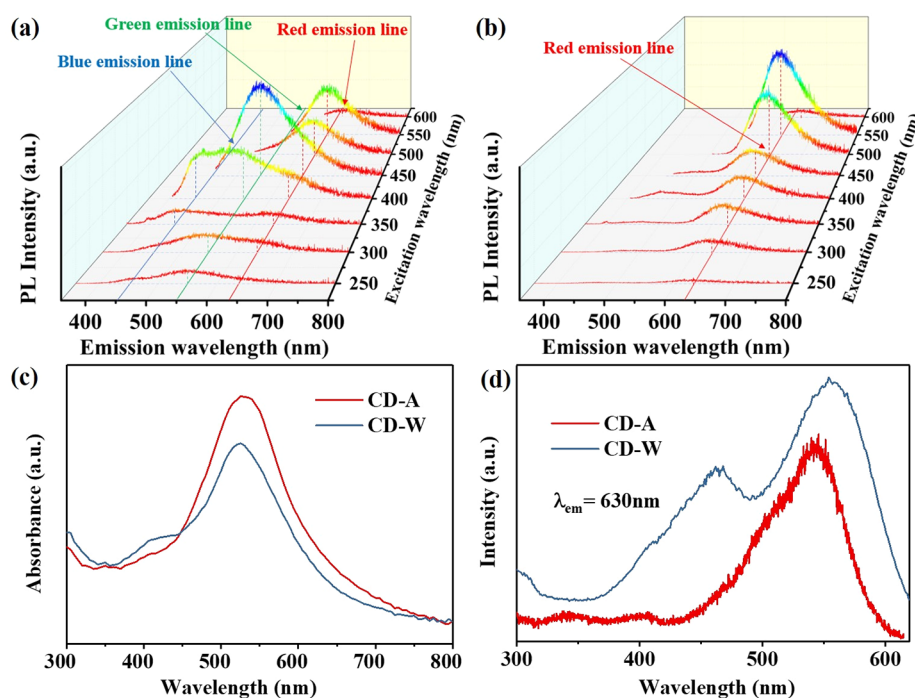 (a)
Green emission line
Red emission line
Blue emission line
PL Intensity (a.u.)
600
550
500
450
400
350
300
250
Excitation wavelength (nm)
400 500 600 700 800
Emission wavelength (nm)
(b)
Red emission line
PL Intensity (a.u.)
600
550
500
450
400
350
300
250
Excitation wavelength (nm)
400 500 600 700 800
Emission wavelength (nm)
(c)
CD-A
CD-W
Absorbance (a.u.)
300 400 500 600 700 800
Wavelength (nm)
(d)
CD-A
CD-W
λem= 630nm
Intensity (a.u.)
300 400 500 600
Wavelength (nm)